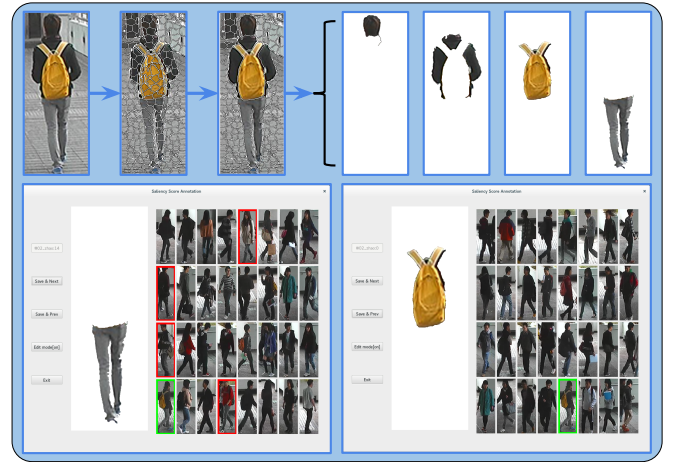 Saliency Score Annotation
Save & Next
Save & Prev
Edit mode[on]
Exit
Saliency Score Annotation
Save & Next
Save & Prev
Edit mode[on]
Exit